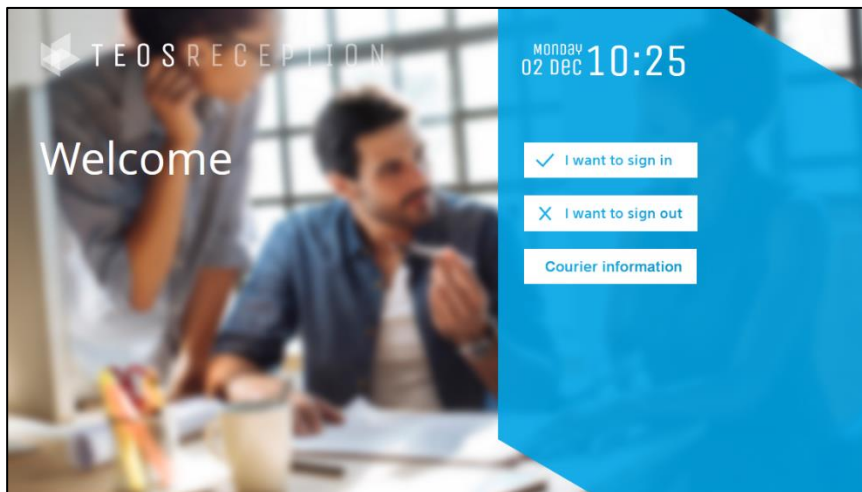 TEOSRECEPTION
MONDAY
02 DEC 10:25
Welcome
I want to sign in
I want to sign out
Courier information